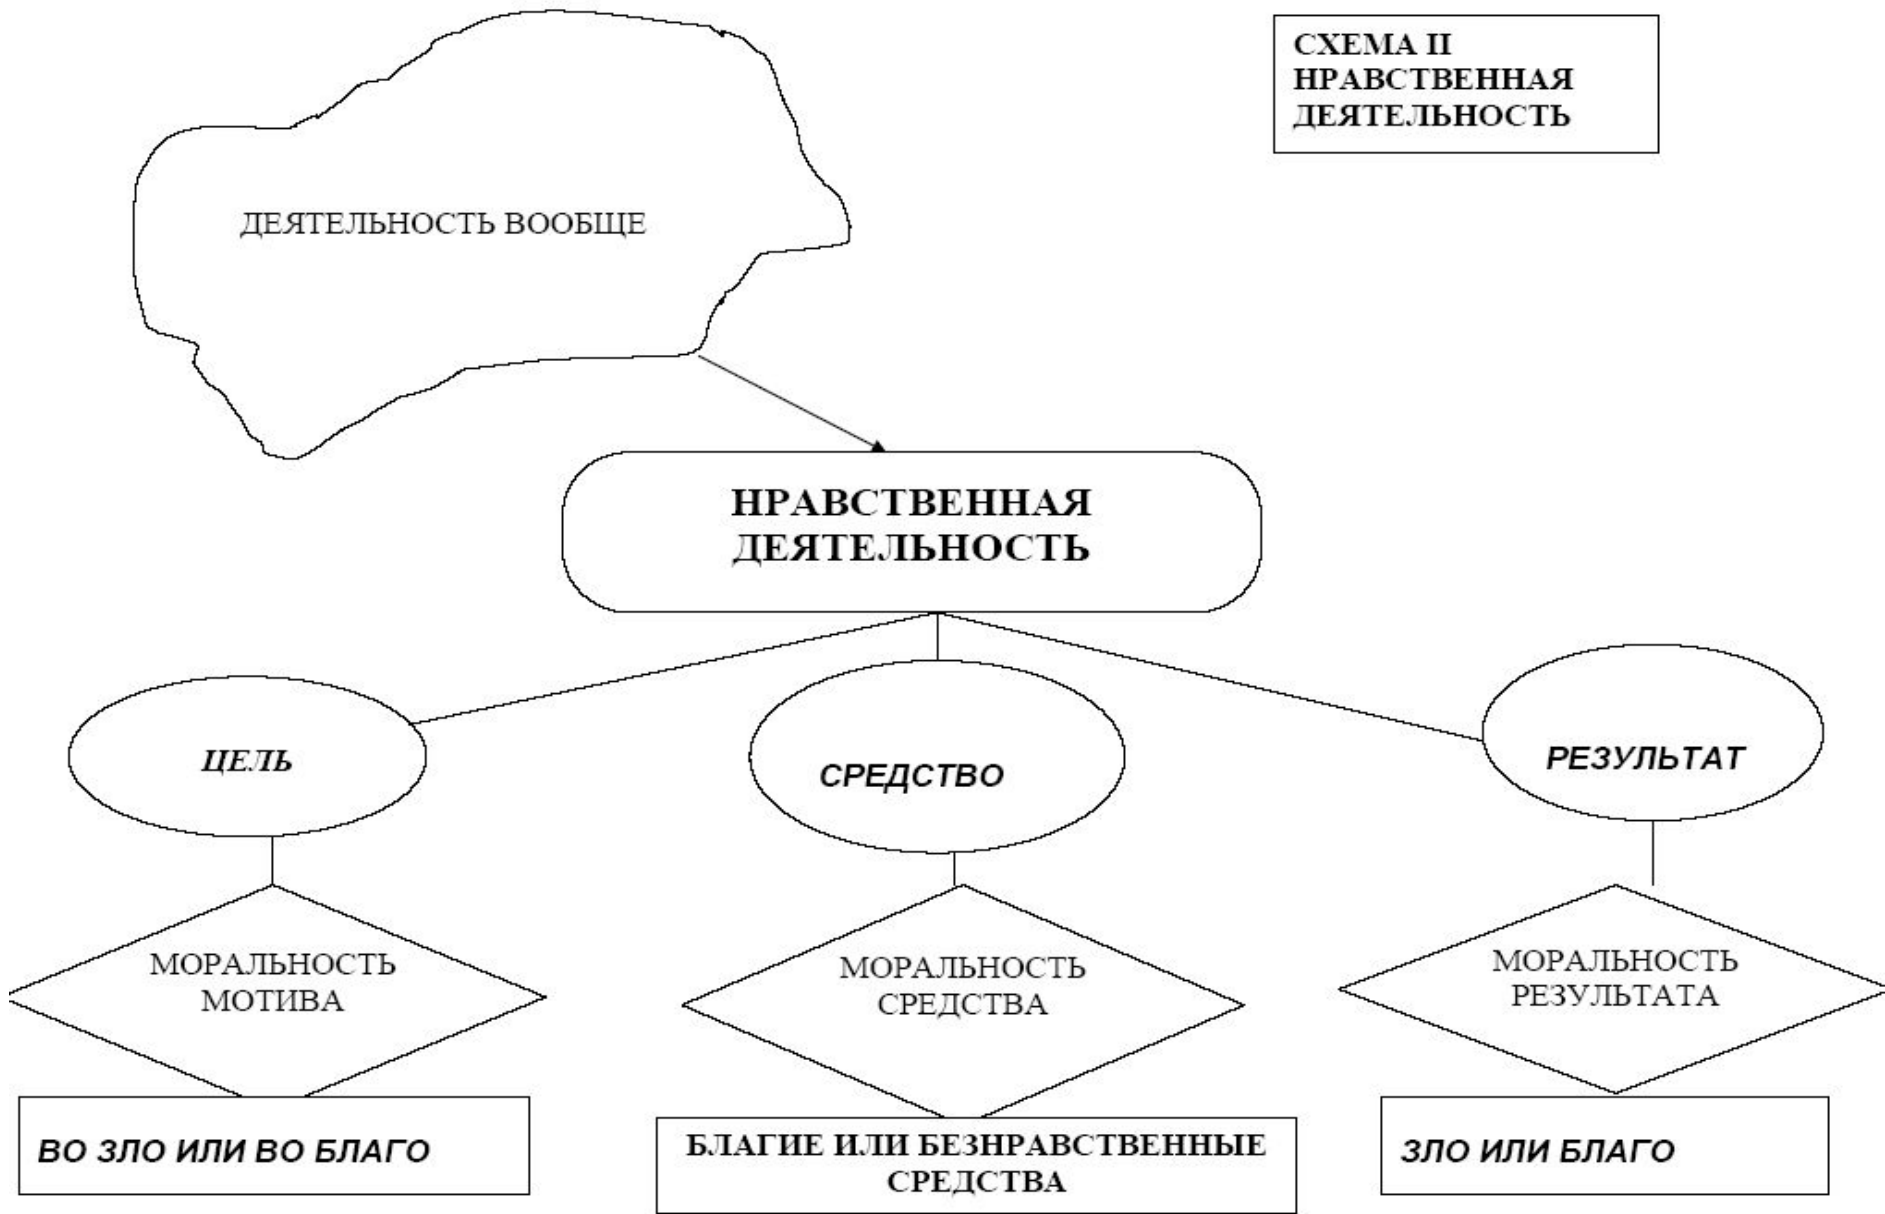 СХЕМА II
НРАВСТВЕННАЯ
ДЕЯТЕЛЬНОСТЬ
ДЕЯТЕЛЬНОСТЬ ВООБЩЕ
НРАВСТВЕННАЯ
ДЕЯТЕЛЬНОСТЬ
ЦЕЛЬ
СРЕДСТВО
РЕЗУЛЬТАТ
МОРАЛЬНОСТЬ
МОТИВА
МОРАЛЬНОСТЬ
СРЕДСТВА
МОРАЛЬНОСТЬ
РЕЗУЛЬТАТА
ВО ЗЛО ИЛИ ВО БЛАГО
БЛАГИЕ ИЛИ БЕЗНРАВСТВЕННЫЕ
СРЕДСТВА
ЗЛО ИЛИ БЛАГО